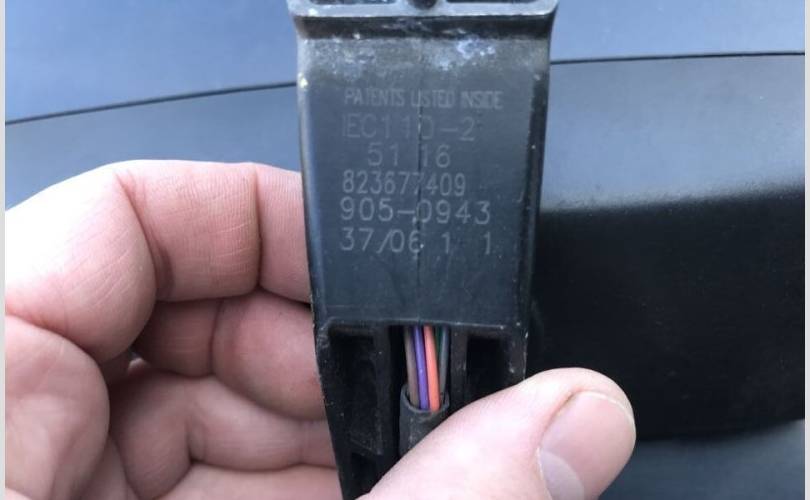 PATENTS LISTED INSIDE
IEC110-2
51 16
823677409
905-0943
37/06 1 1